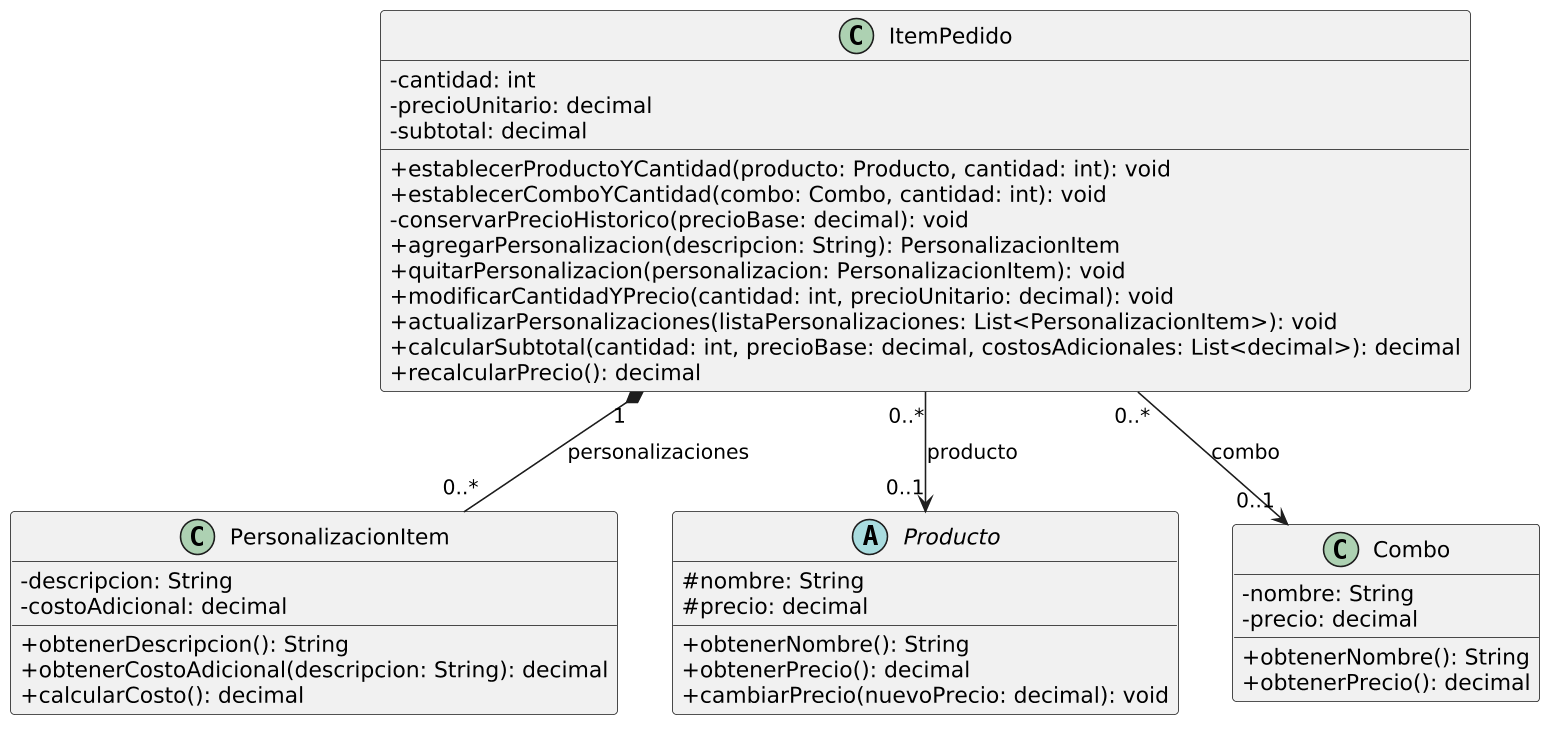 C ItemPedido
-cantidad: int
-precioUnitario: decimal
-subtotal: decimal
+establecerProductoYCantidad(producto: Producto, cantidad: int): void
+establecerComboYCantidad(combo: Combo, cantidad: int): void
-conservarPrecioHistorico(precioBase: decimal): void
+agregarPersonalizacion(descripcion: String): PersonalizacionItem
+quitarPersonalizacion(personalizacion: PersonalizacionItem): void
+modificarCantidadYPrecio(cantidad: int, precioUnitario: decimal): void
+actualizarPersonalizaciones(listaPersonalizaciones: List<PersonalizacionItem>): void
+calcularSubtotal(cantidad: int, precioBase: decimal, costosAdicionales: List<decimal>): decimal
+recalcularPrecio(): decimal
1
0..*
0..*
personalizaciones
producto
combo
0..*
0..1
0..1
C PersonalizacionItem
-descripcion: String
-costoAdicional: decimal
+obtenerDescripcion(): String
+obtenerCostoAdicional(descripcion: String): decimal
+calcularCosto(): decimal
A Producto
#nombre: String
#precio: decimal
+obtenerNombre(): String
+obtenerPrecio(): decimal
+cambiarPrecio(nuevoPrecio: decimal): void
C Combo
-nombre: String
-precio: decimal
+obtenerNombre(): String
+obtenerPrecio(): decimal